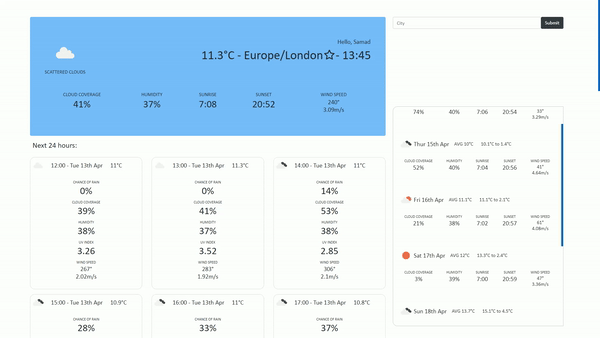 Hello, Samad
11.3°C - Europe/London☆- 13:45
SCATTERED CLOUDS
CLOUD COVERAGE HUMIDITY SUNRISE SUNSET WIND SPEED
41% 37% 7:08 20:52 240°
3.09m/s
City Submit
Next 24 hours:
12:00 - Tue 13th Apr 11°C
CHANCE OF RAIN
0%
CLOUD COVERAGE
39%
HUMIDITY
38%
UV INDEX
3.26
WIND SPEED
267°
2.02m/s
13:00 - Tue 13th Apr 11.3°C
CHANCE OF RAIN
0%
CLOUD COVERAGE
41%
HUMIDITY
37%
UV INDEX
3.52
WIND SPEED
283°
1.92m/s
14:00 - Tue 13th Apr 11°C
CHANCE OF RAIN
14%
CLOUD COVERAGE
53%
HUMIDITY
38%
UV INDEX
2.85
WIND SPEED
306°
2.1m/s
15:00 - Tue 13th Apr 10.9°C
CHANCE OF RAIN
28%
16:00 - Tue 13th Apr 11°C
CHANCE OF RAIN
33%
17:00 - Tue 13th Apr 10.8°C
CHANCE OF RAIN
37%
74% 40% 7:06 20:54 33°
3.29m/s
Thur 15th Apr AVG 10°C 10.1°C to 1.4°C
CLOUD COVERAGE HUMIDITY SUNRISE SUNSET WIND SPEED
52% 40% 7:04 20:56 41°
4.64m/s
Fri 16th Apr AVG 11.1°C 11.1°C to 2.1°C
CLOUD COVERAGE HUMIDITY SUNRISE SUNSET WIND SPEED
21% 38% 7:02 20:57 61°
4.08m/s
Sat 17th Apr AVG 12°C 13.3°C to 2.4°C
CLOUD COVERAGE HUMIDITY SUNRISE SUNSET WIND SPEED
3% 39% 7:00 20:59 47°
3.36m/s
Sun 18th Apr AVG 13.7°C 15.1°C to 4.5°C